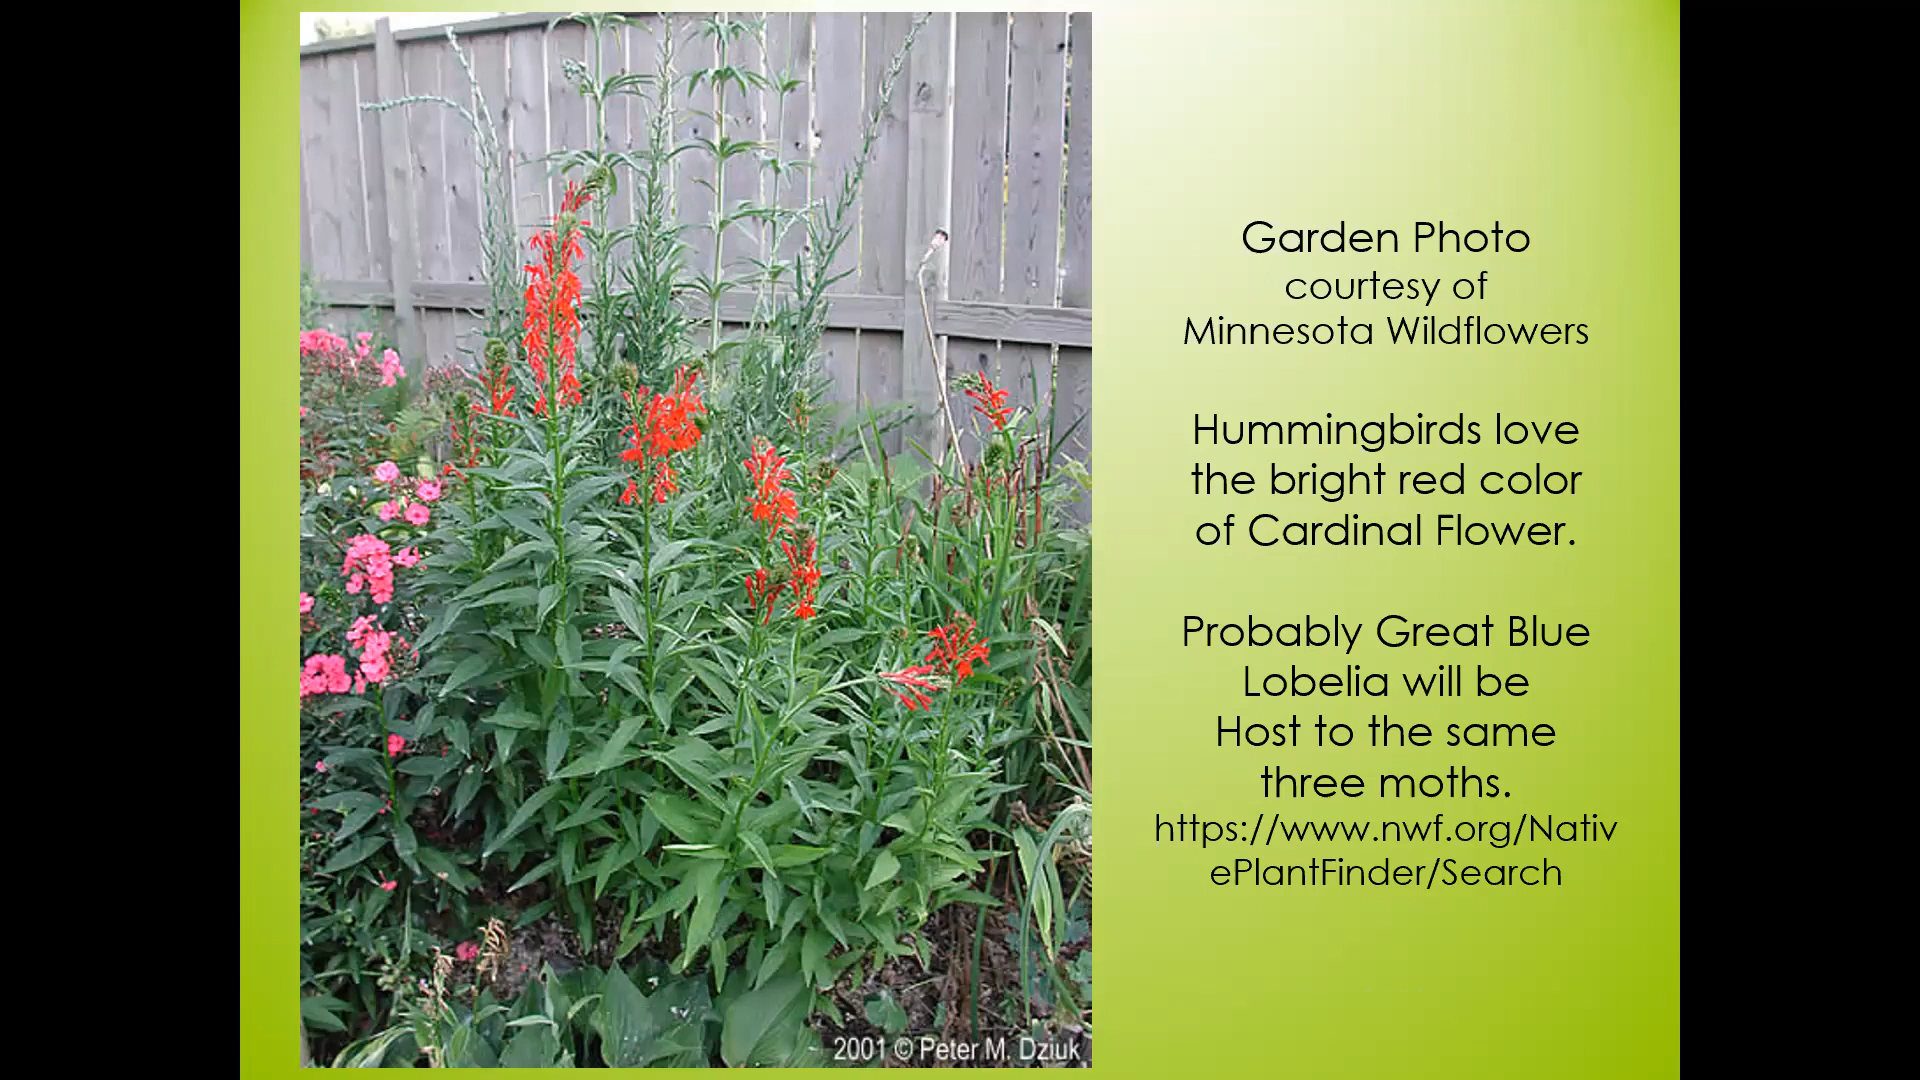 Garden Photo
courtesy of
Minnesota Wildflowers
Hummingbirds love
the bright red color
of Cardinal Flower.
Probably Great Blue
Lobelia will be
Host to the same
three moths.
https://www.nwf.org/Nativ
ePlantFinder/Search
2001 © Peter M. Dziuk